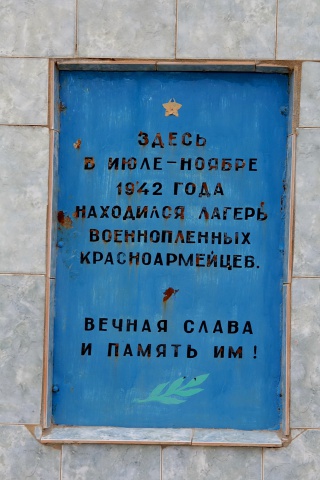 ЗДЕСЬ
В ИЮЛЕ-НОЯБРЕ
1942 ГОДА
НАХОДИЛСЯ ЛАГЕРЬ
ВОЕННОПЛЕННЫХ
КРАСНОАРМЕЙЦЕВ.
ВЕЧНАЯ СЛАВА
И ПАМЯТЬ ИМ!